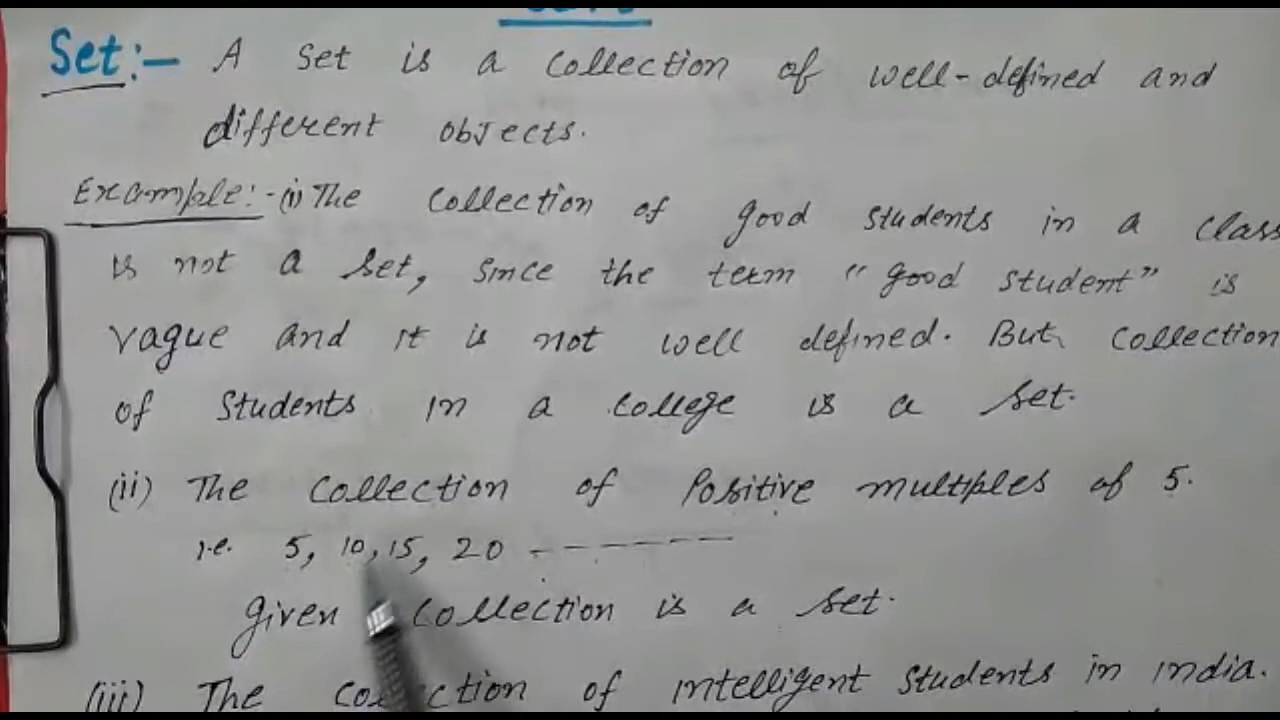 Set:- A set is a collection of well-defined and
different objects.
Example:- (i) The collection of good students in a class
is not a set, since the term "good student" is
vague and it is not well defined. But, collection
of students in a college is a set.
(ii) The collection of Positive multiples of 5.
i.e. 5, 10, 15, 20 ---------
given collection is a set.
(iii) The collection of intelligent students in india.